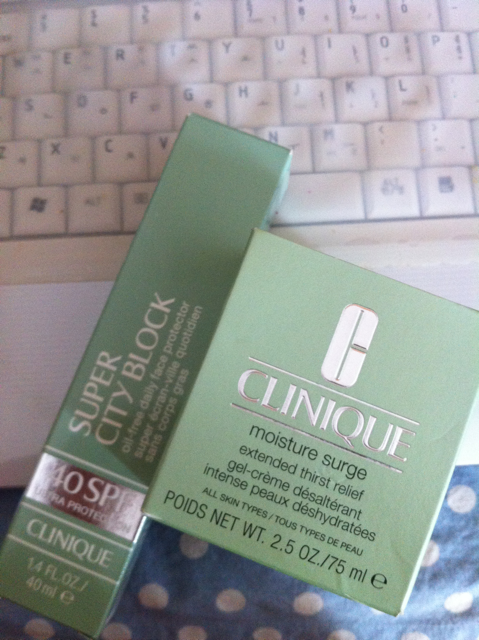 SUPER
CITY BLOCK
oil-free daily face protector
super écran-ville quotidien
sans corps gras
40 SPF
CLINIQUE
1.4 FL.OZ./
40 ml e
CLINIQUE
moisture surge
extended thirst relief
gel-crème désaltérant
intense peaux déshydratées
ALL SKIN TYPES / TOUS TYPES DE PEAU
POIDS NET WT. 2.5 OZ./75 ml e
E R T Y U I O P
S D F G H J K L
Z X C V N M
Alt